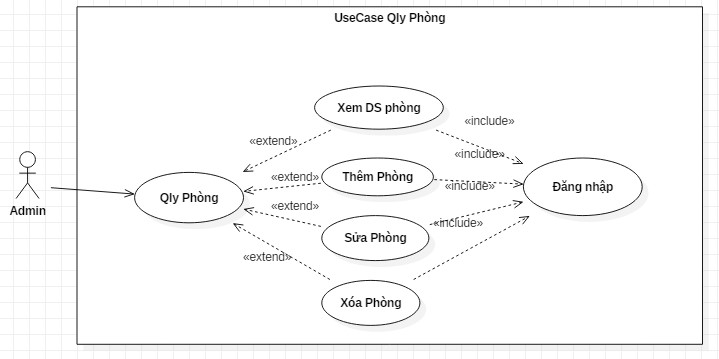 UseCase Qly Phòng
Xem DS phòng
«include»
«extend»
«include»
Thêm Phòng
«extend»
«include»
Đăng nhập
Qly Phòng
Admin
«extend»
«include»
Sửa Phòng
«extend»
Xóa Phòng